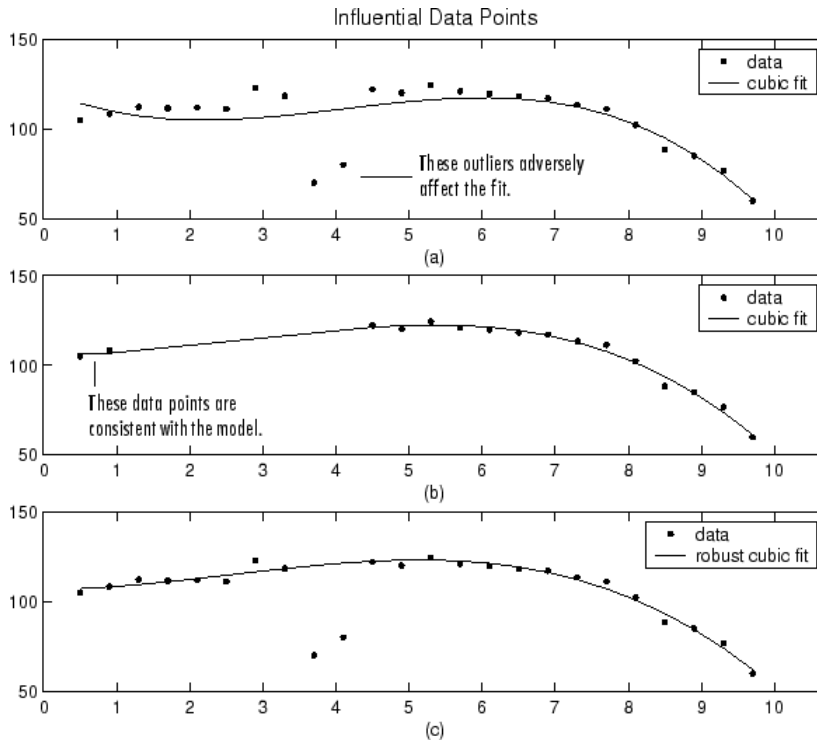 Influential Data Points
150
100
50
data
cubic fit
These outliers adversely
affect the fit.
0 1 2 3 4 5 6 7 8 9 10
(a)
150
100
50
data
cubic fit
These data points are
consistent with the model.
0 1 2 3 4 5 6 7 8 9 10
(b)
150
100
50
data
robust cubic fit
0 1 2 3 4 5 6 7 8 9 10
(c)